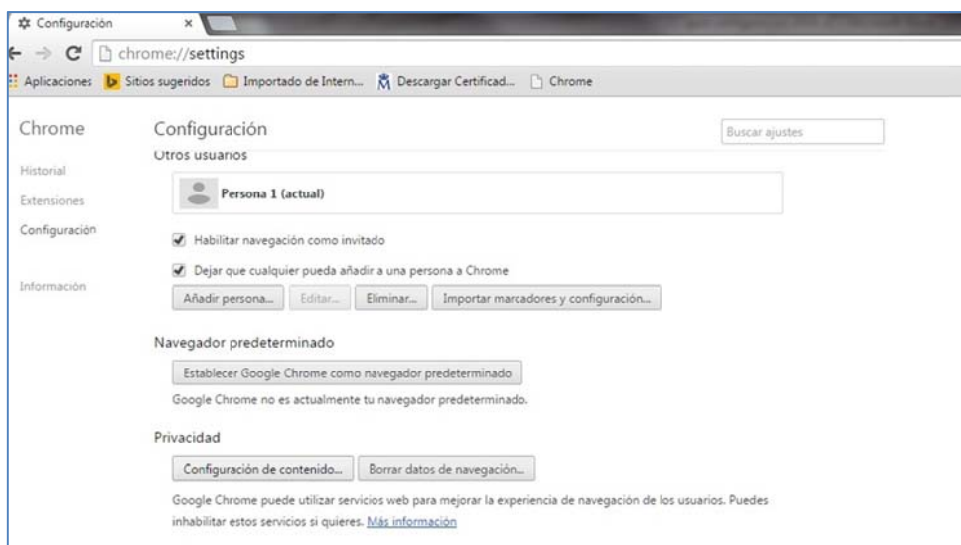 Configuración
chrome://settings
Aplicaciones Sitios sugeridos Importado de Intern... Descargar Certificad... Chrome
Chrome
Configuración
Buscar ajustes
Historial
Extensiones
Configuración
Información
Otros usuarios
Persona 1 (actual)
Habilitar navegación como invitado
Dejar que cualquier pueda añadir a una persona a Chrome
Añadir persona... Editar... Eliminar... Importar marcadores y configuración...
Navegador predeterminado
Establecer Google Chrome como navegador predeterminado
Google Chrome no es actualmente tu navegador predeterminado.
Privacidad
Configuración de contenido... Borrar datos de navegación...
Google Chrome puede utilizar servicios web para mejorar la experiencia de navegación de los usuarios. Puedes
inhabilitar estos servicios si quieres. Más información